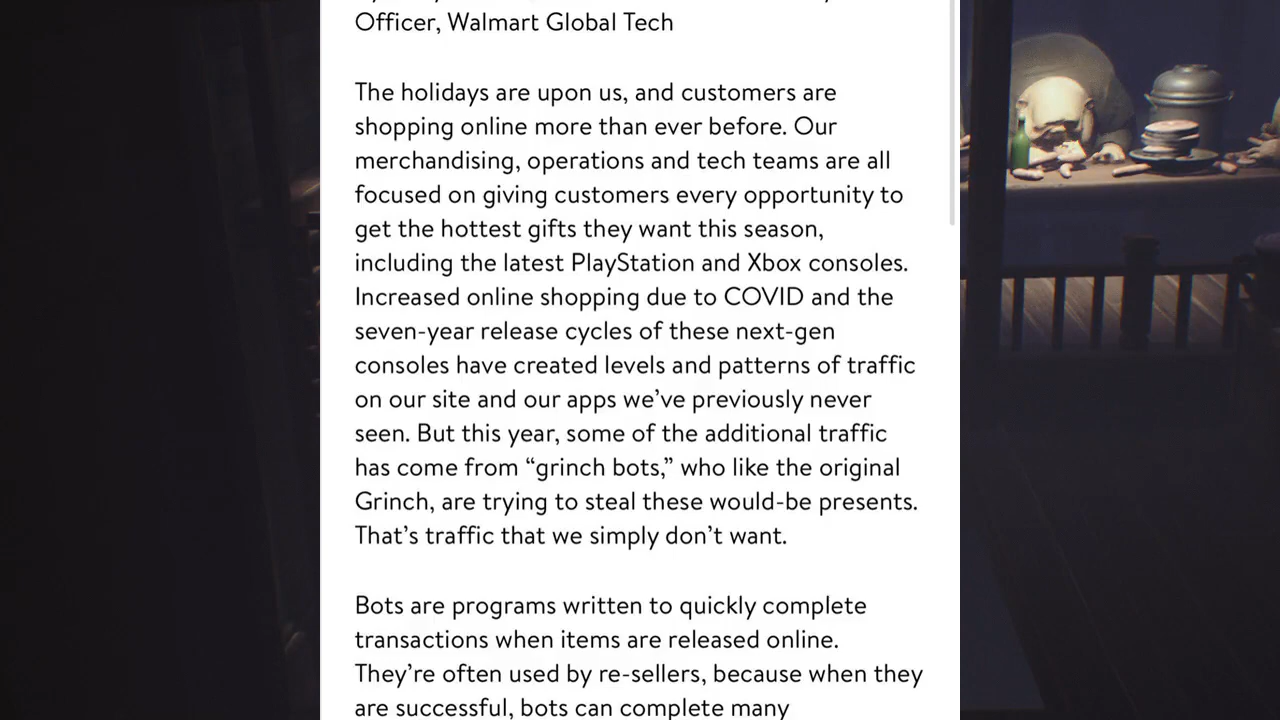 Officer, Walmart Global Tech
The holidays are upon us, and customers are
shopping online more than ever before. Our
merchandising, operations and tech teams are all
focused on giving customers every opportunity to
get the hottest gifts they want this season,
including the latest PlayStation and Xbox consoles.
Increased online shopping due to COVID and the
seven-year release cycles of these next-gen
consoles have created levels and patterns of traffic
on our site and our apps we’ve previously never
seen. But this year, some of the additional traffic
has come from “grinch bots,” who like the original
Grinch, are trying to steal these would-be presents.
That’s traffic that we simply don’t want.
Bots are programs written to quickly complete
transactions when items are released online.
They’re often used by re-sellers, because when they
are successful, bots can complete many